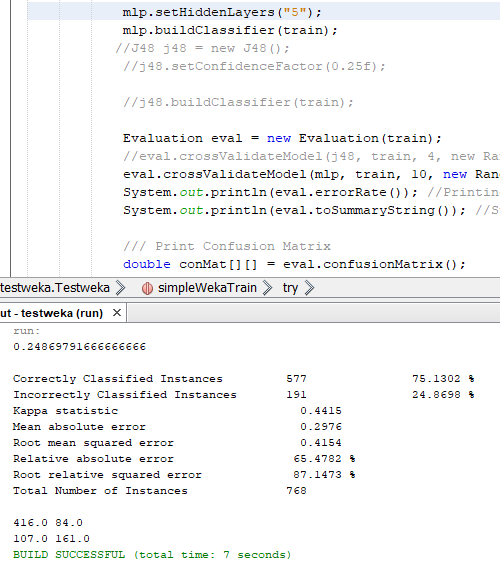 mlp.setHiddenLayers("5");
mlp.buildClassifier(train);
//J48 j48 = new J48();
//j48.setConfidenceFactor(0.25f);
//j48.buildClassifier(train);
Evaluation eval = new Evaluation(train);
//eval.crossValidateModel(j48, train, 4, new Ra
eval.crossValidateModel(mlp, train, 10, new Ran
System.out.println(eval.errorRate()); //Printin
System.out.println(eval.toSummaryString()); //S
/// Print Confusion Matrix
double conMat[][] = eval.confusionMatrix();
testweka.Testweka simpleWekaTrain try
ut - testweka (run) ×
run:
0.24869791666666666
Correctly Classified Instances 577 75.1302 %
Incorrectly Classified Instances 191 24.8698 %
Kappa statistic 0.4415
Mean absolute error 0.2976
Root mean squared error 0.4154
Relative absolute error 65.4782 %
Root relative squared error 87.1473 %
Total Number of Instances 768
416.0 84.0
107.0 161.0
BUILD SUCCESSFUL (total time: 7 seconds)